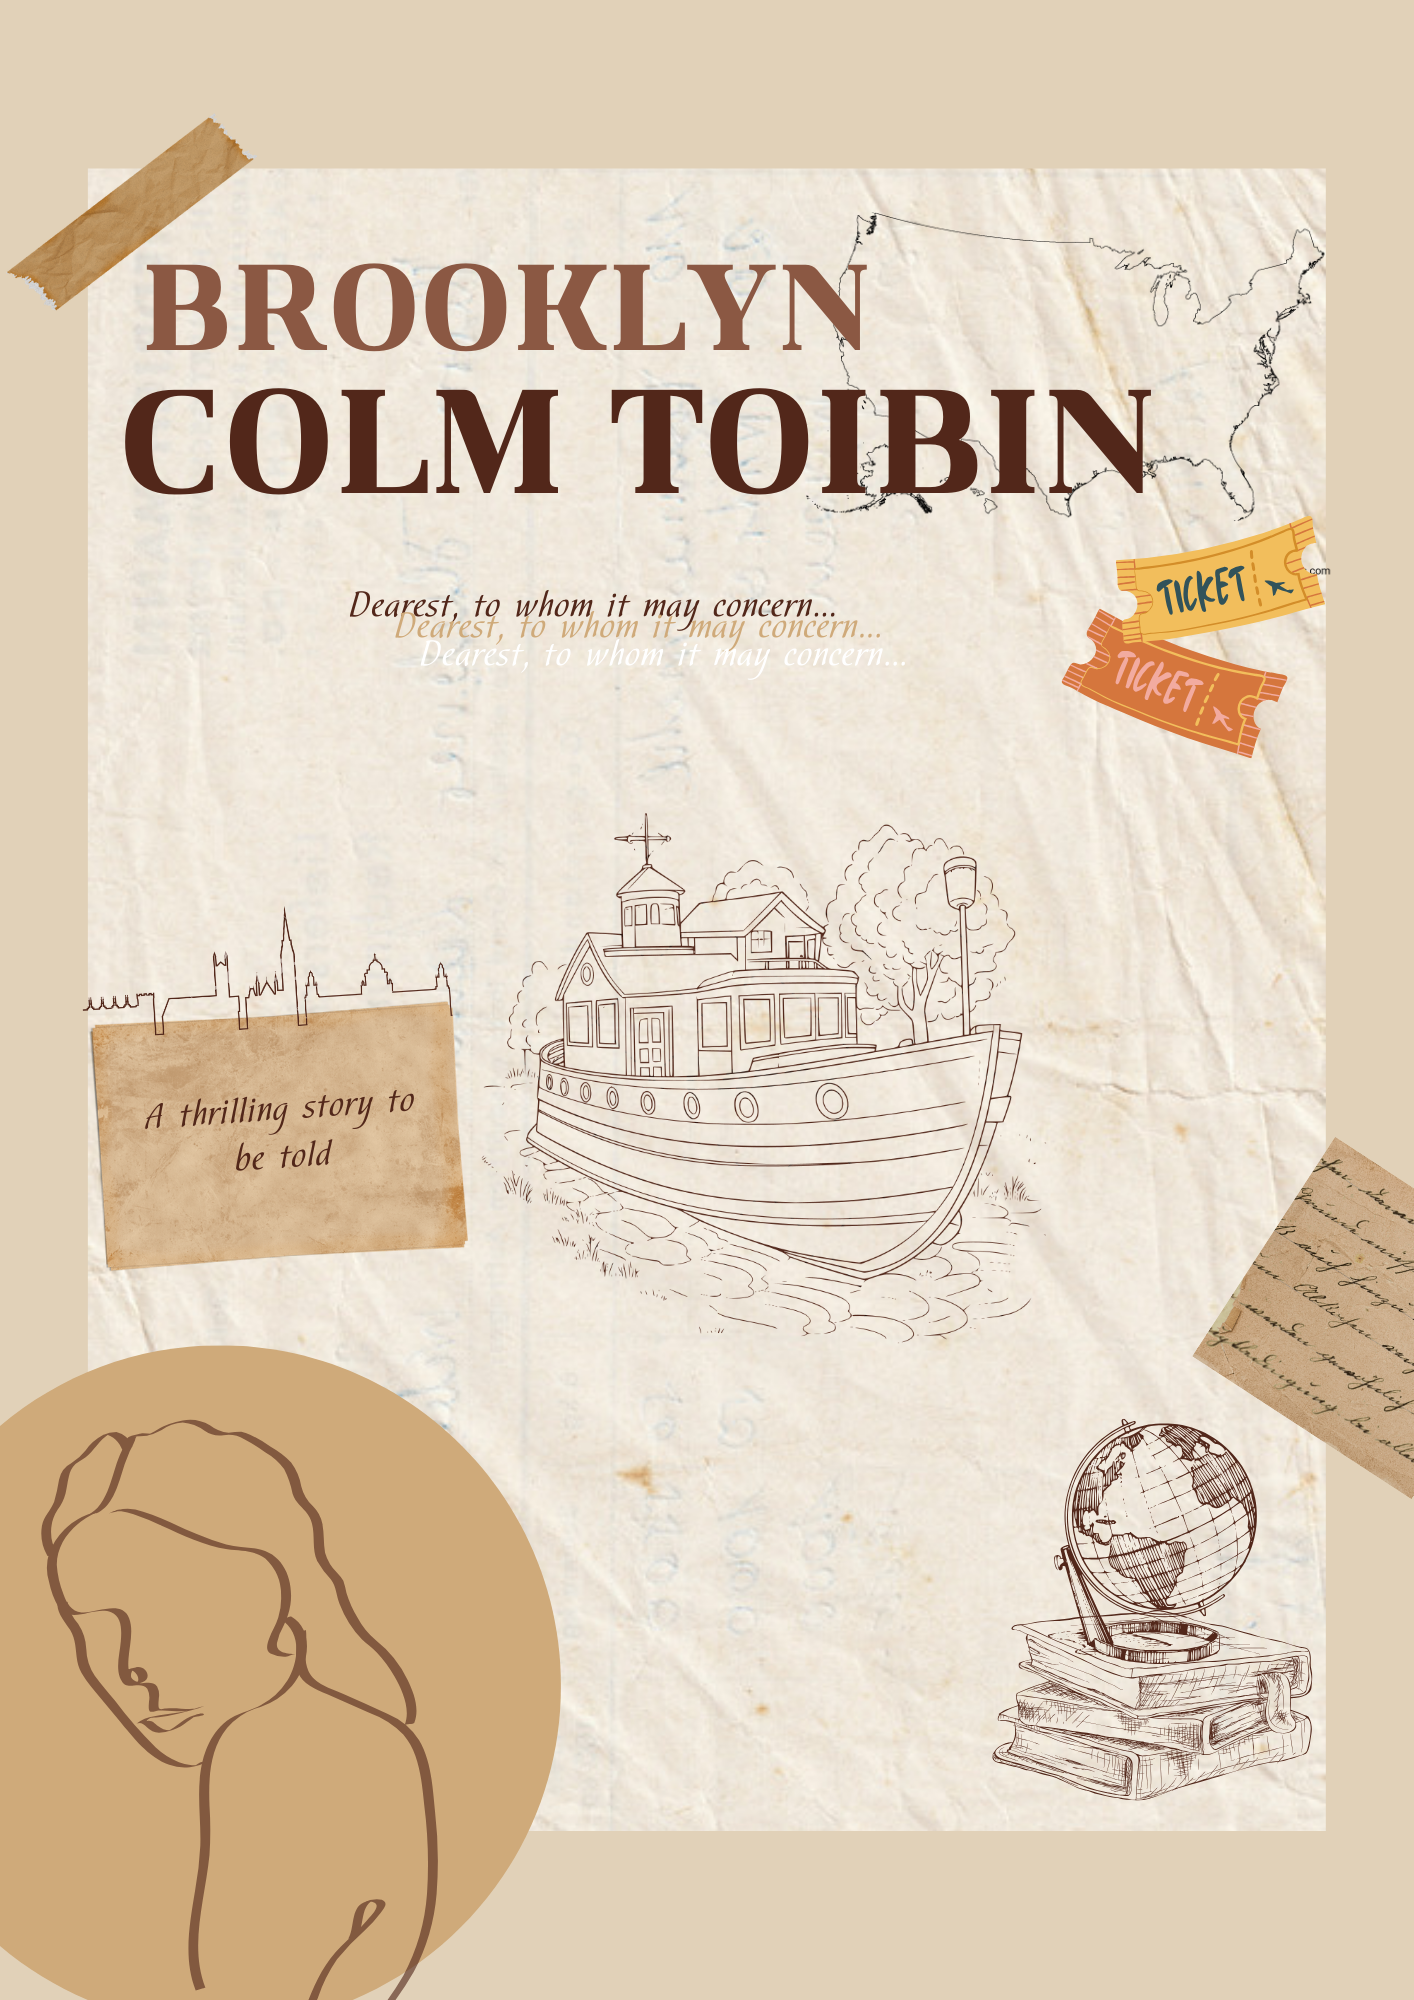 BROOKLYN
COLM TOIBIN
Dearest, to whom it may concern...
Dearest, to whom it may concern...
Dearest, to whom it may concern...
TICKET
.com
TICKET
A thrilling story to
be told